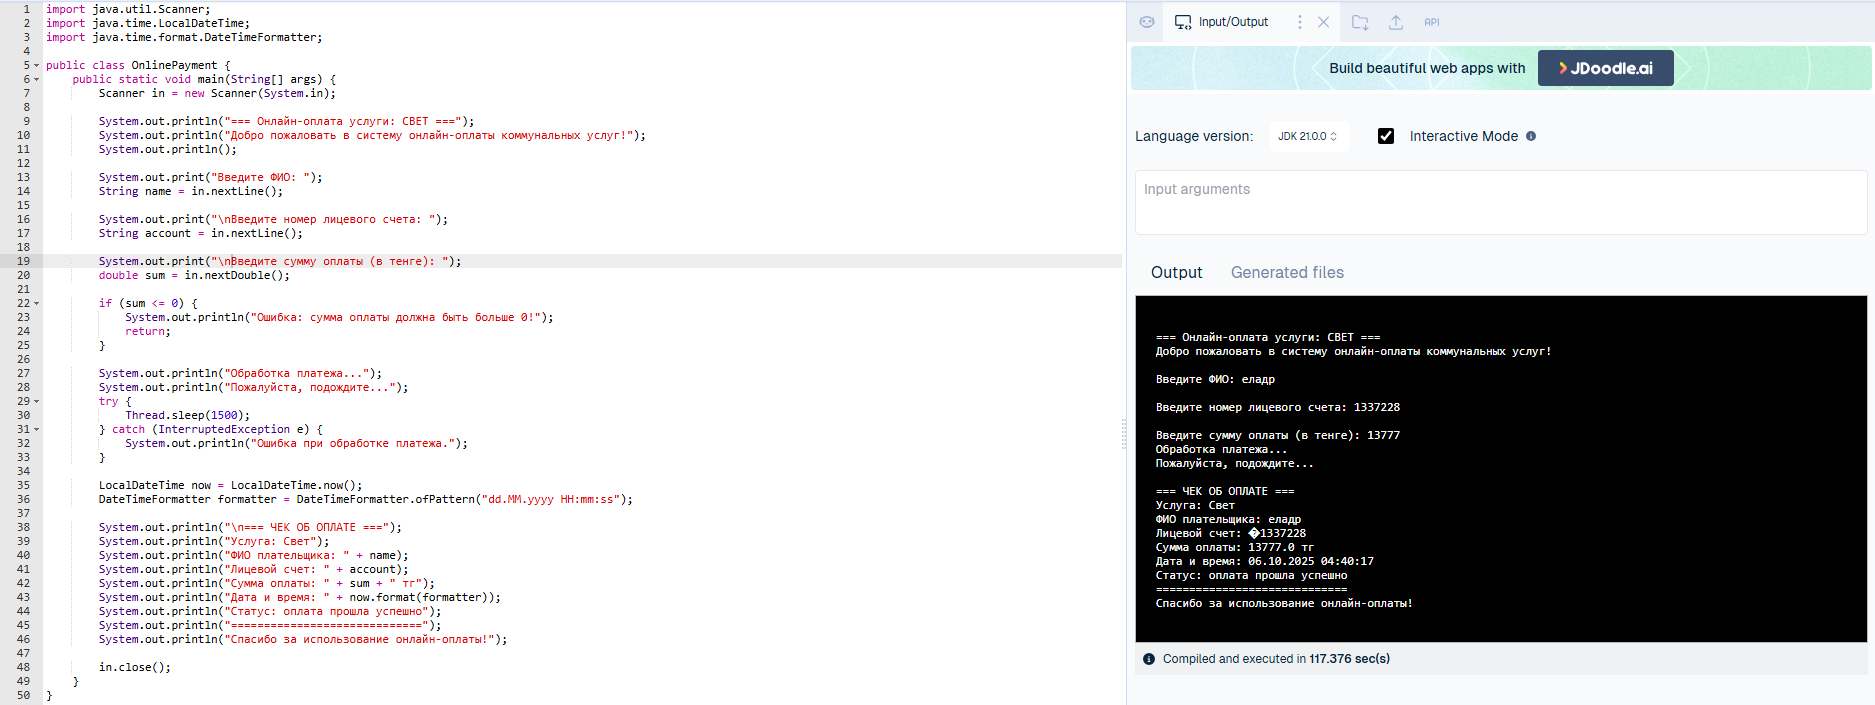 1 import java.util.Scanner;
2 import java.time.LocalDateTime;
3 import java.time.format.DateTimeFormatter;
4
5 public class OnlinePayment {
6 public static void main(String[] args) {
7 Scanner in = new Scanner(System.in);
8
9 System.out.println("=== Онлайн-оплата услуги: СВЕТ ===");
10 System.out.println("Добро пожаловать в систему онлайн-оплаты коммунальных услуг!");
11 System.out.println();
12
13 System.out.print("Введите ФИО: ");
14 String name = in.nextLine();
15
16 System.out.print("\nВведите номер лицевого счета: ");
17 String account = in.nextLine();
18
19 System.out.print("\nВведите сумму оплаты (в тенге): ");
20 double sum = in.nextDouble();
21
22 if (sum <= 0) {
23 System.out.println("Ошибка: сумма оплаты должна быть больше 0!");
24 return;
25 }
26
27 System.out.println("Обработка платежа...");
28 System.out.println("Пожалуйста, подождите...");
29 try {
30 Thread.sleep(1500);
31 } catch (InterruptedException e) {
32 System.out.println("Ошибка при обработке платежа.");
33 }
34
35 LocalDateTime now = LocalDateTime.now();
36 DateTimeFormatter formatter = DateTimeFormatter.ofPattern("dd.MM.yyyy HH:mm:ss");
37
38 System.out.println("\n=== ЧЕК ОБ ОПЛАТЕ ===");
39 System.out.println("Услуга: Свет");
40 System.out.println("ФИО плательщика: " + name);
41 System.out.println("Лицевой счет: " + account);
42 System.out.println("Сумма оплаты: " + sum + " тг");
43 System.out.println("Дата и время: " + now.format(formatter));
44 System.out.println("Статус: оплата прошла успешно");
45 System.out.println("=============================");
46 System.out.println("Спасибо за использование онлайн-оплаты!");
47
48 in.close();
49 }
50 }
Input/Output
API
Build beautiful web apps with JDoodle.ai
Language version: JDK 21.0.0 Interactive Mode
Input arguments
Output Generated files
=== Онлайн-оплата услуги: СВЕТ ===
Добро пожаловать в систему онлайн-оплаты коммунальных услуг!
Введите ФИО: еладр
Введите номер лицевого счета: 1337228
Введите сумму оплаты (в тенге): 13777
Обработка платежа...
Пожалуйста, подождите...
=== ЧЕК ОБ ОПЛАТЕ ===
Услуга: Свет
ФИО плательщика: еладр
Лицевой счет: �1337228
Сумма оплаты: 13777.0 тг
Дата и время: 06.10.2025 04:40:17
Статус: оплата прошла успешно
=============================
Спасибо за использование онлайн-оплаты!
Compiled and executed in 117.376 sec(s)